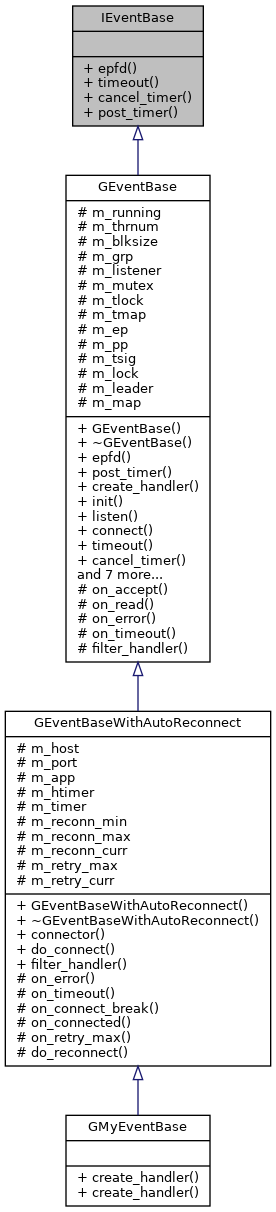 IEventBase
+ epfd()
+ timeout()
+ cancel_timer()
+ post_timer()
GEventBase
# m_running
# m_thrnum
# m_blksize
# m_grp
# m_listener
# m_mutex
# m_tlock
# m_tmap
# m_ep
# m_pp
# m_tsig
# m_lock
# m_leader
# m_map
+ GEventBase()
+ ~GEventBase()
+ epfd()
+ post_timer()
+ create_handler()
+ init()
+ listen()
+ connect()
+ timeout()
+ cancel_timer()
and 7 more...
# on_accept()
# on_read()
# on_error()
# on_timeout()
# filter_handler()
GEventBaseWithAutoReconnect
# m_host
# m_port
# m_app
# m_htimer
# m_timer
# m_reconn_min
# m_reconn_max
# m_reconn_curr
# m_retry_max
# m_retry_curr
+ GEventBaseWithAutoReconnect()
+ ~GEventBaseWithAutoReconnect()
+ connector()
+ do_connect()
+ filter_handler()
# on_error()
# on_timeout()
# on_connect_break()
# on_connected()
# on_retry_max()
# do_reconnect()
GMyEventBase
+ create_handler()
+ create_handler()